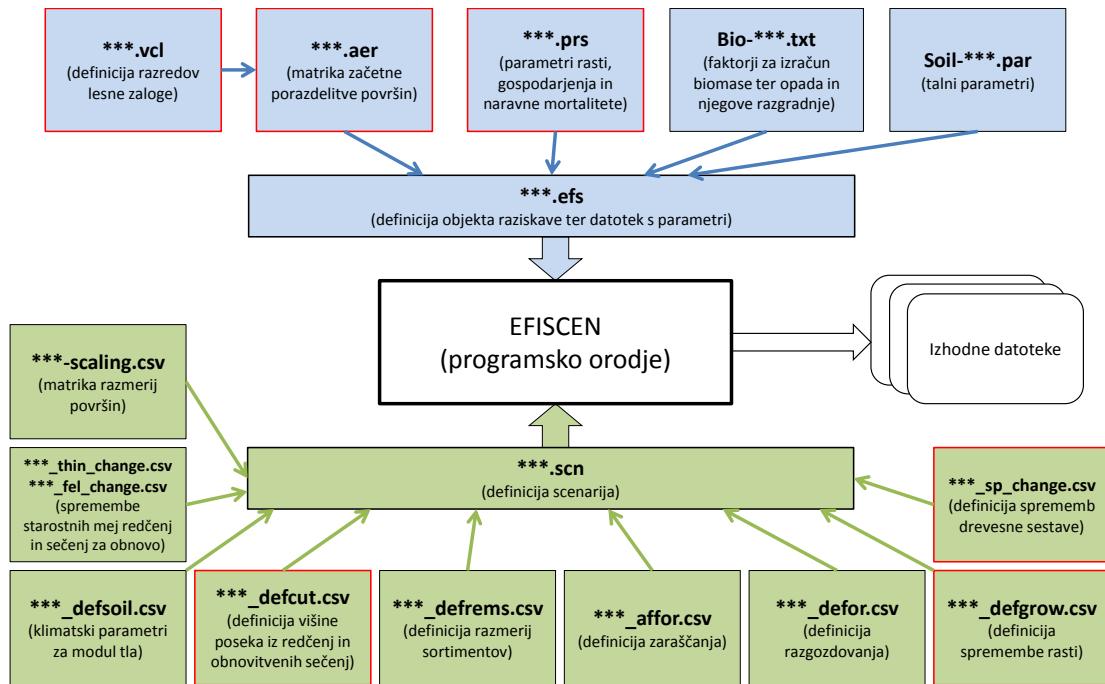 ***.vcl
(definicija razredov
lesne zaloge)
***.aer
(matrika začetne
porazdelitve površin)
***.prs
(parametri rasti,
gospodarjenja in
naravne mortalitete)
Bio-***.txt
(faktorji za izračun
biomase ter opada in
njegove razgradnje)
Soil-***.par
(talni parametri)
***.efs
(definicija objekta raziskave ter datotek s parametri)
EFISCEN
(programsko orodje)
Izhodne datoteke
***-scaling.csv
(matrika razmerij
površin)
***_thin_change.csv
***_fel_change.csv
(spremembe
starostnih mej redčenj
in sečenj za obnovo)
***.scn
(definicija scenarija)
***_sp_change.csv
(definicija sprememb
drevesne sestave)
***_defsoil.csv
(klimatski parametri
za modul tla)
***_defcut.csv
(definicija višine
poseka iz redčenj in
obnovitvenih sečenj)
***_defrems.csv
(definicija razmerij
sortimentov)
***_affor.csv
(definicija zaraščanja)
***_defor.csv
(definicija
razgozdovanja)
***_defgrow.csv
(definicija
spremembe rasti)